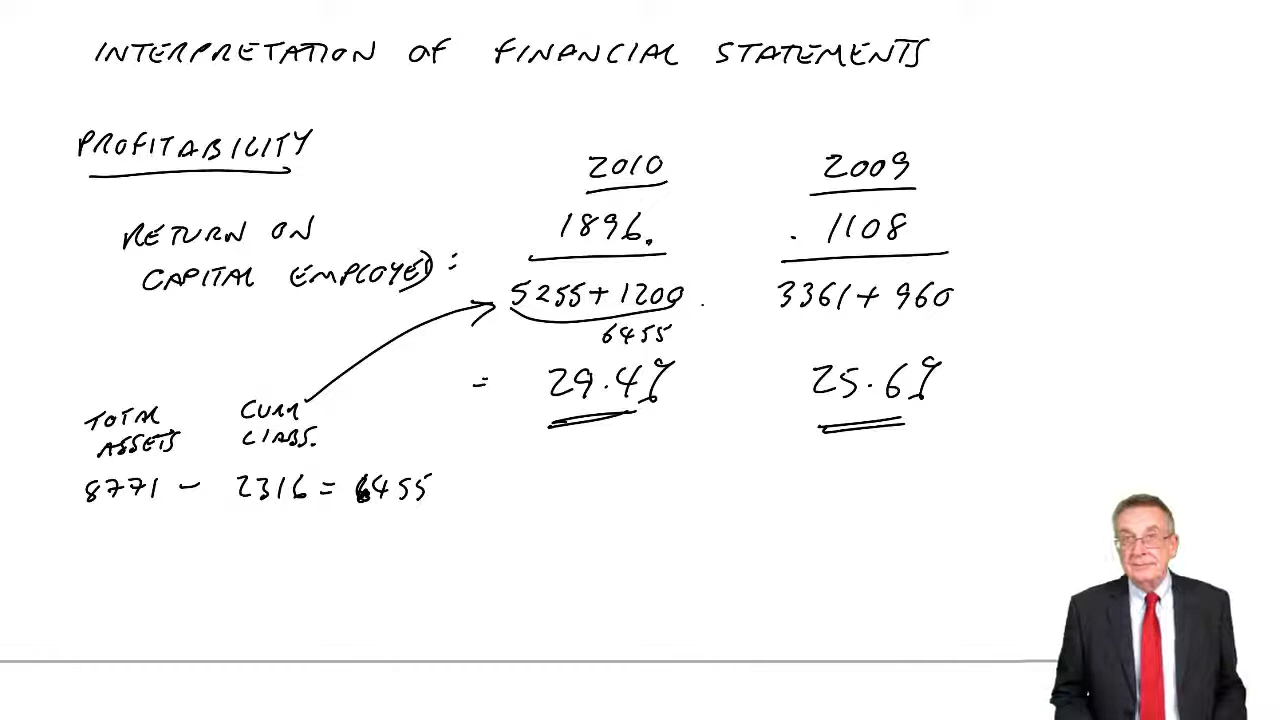 INTERPRETATION OF FINANCIAL STATEMENTS
PROFITABILITY
2010 2009
RETURN ON 1896. . 1108
CAPITAL EMPLOYED :
5255+1200 . 3361+960
6455
= 29.4% 25.6%
TOTAL CURR
ASSETS LIABS.
8771 - 2316 = 6455